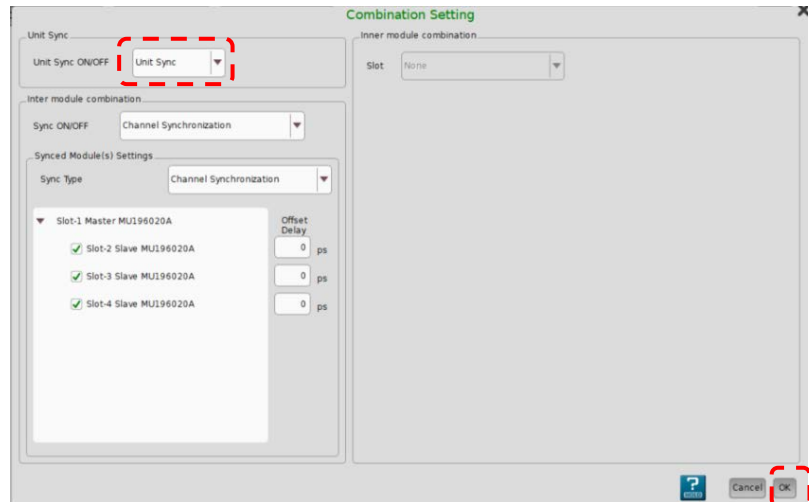 Combination Setting
Unit Sync
Unit Sync ON/OFF Unit Sync
Inter module combination
Sync ON/OFF Channel Synchronization
Synced Module(s) Settings
Sync Type Channel Synchronization
Slot-1 Master MU196020A
Offset
Delay
Slot-2 Slave MU196020A 0 ps
Slot-3 Slave MU196020A 0 ps
Slot-4 Slave MU196020A 0 ps
Inner module combination
Slot None
?
Cancel OK